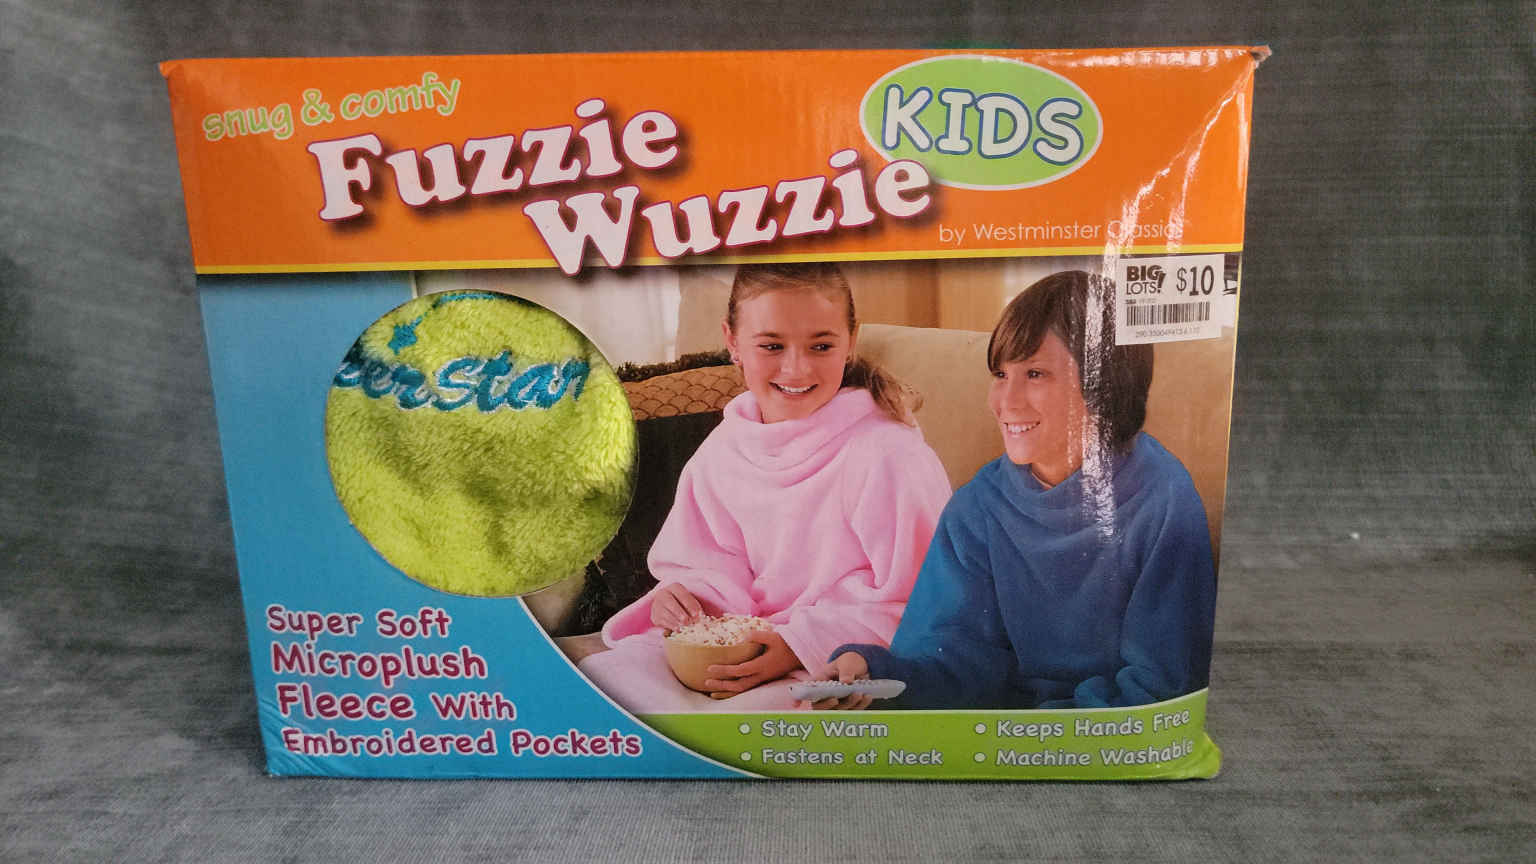 snug & comfy
Fuzzie
Wuzzie
KIDS
by Westminster Classics
BIG
LOTS!
$10
erStar
Super Soft
Microplush
Fleece With
Embroidered Pockets
• Stay Warm
• Fastens at Neck
• Keeps Hands Free
• Machine Washable